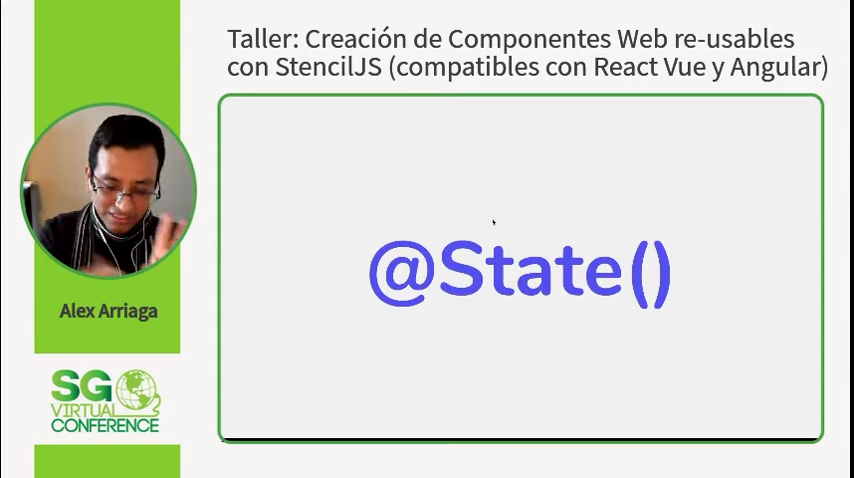 Taller: Creación de Componentes Web re-usables
con StencilJS (compatibles con React Vue y Angular)
@State()
Alex Arriaga
SG
VIRTUAL
CONFERENCE